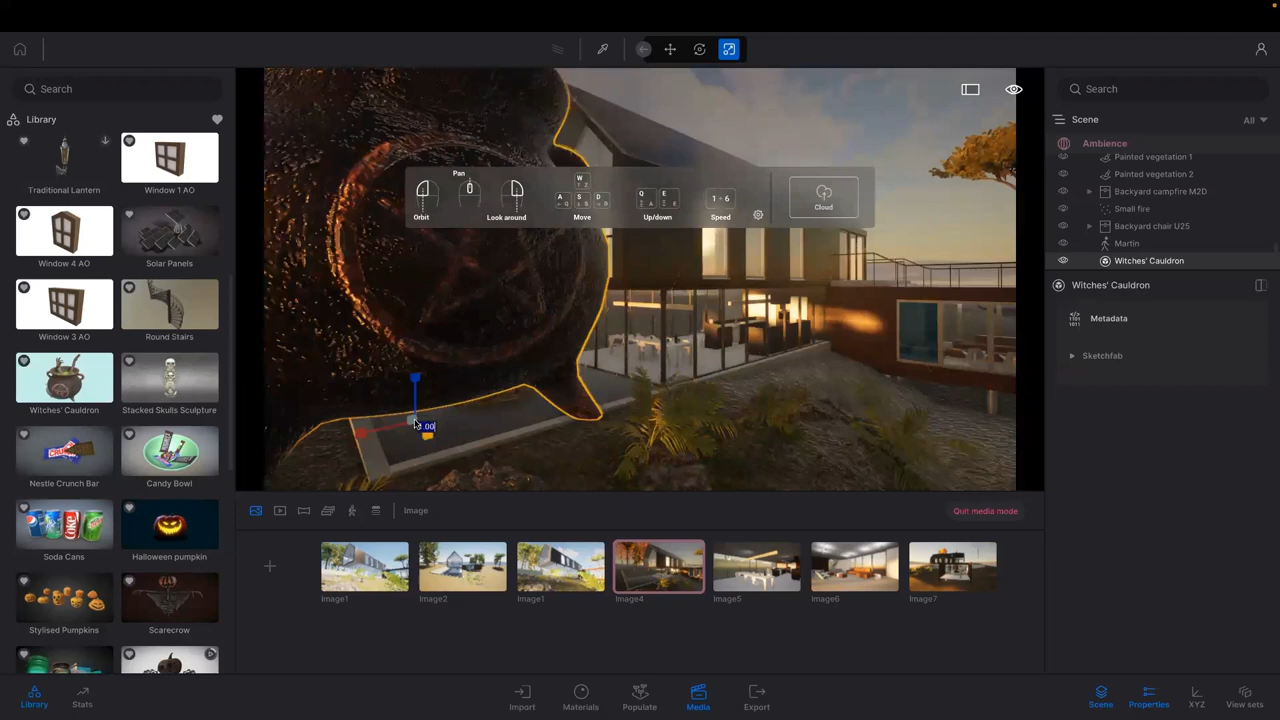 Search
Library
Traditional Lantern
Window 1 AO
Window 4 AO
Solar Panels
Window 3 AO
Round Stairs
Witches' Cauldron
Stacked Skulls Sculpture
Nestle Crunch Bar
Candy Bowl
Soda Cans
Halloween pumpkin
Stylised Pumpkins
Scarecrow
Library
Stats
Pan
Orbit
Look around
W
A
S
D
Move
Q
E
Up/down
1 - 6
Speed
Cloud
Image
Quit media mode
Image1
Image2
Image1
Image4
Image5
Image6
Image7
Import
Materials
Populate
Media
Export
Search
Scene
All
Ambience
Painted vegetation 1
Painted vegetation 2
Backyard campfire M2D
Small fire
Backyard chair U25
Martin
Witches' Cauldron
Witches' Cauldron
Metadata
Sketchfab
Scene
Properties
XYZ
View sets